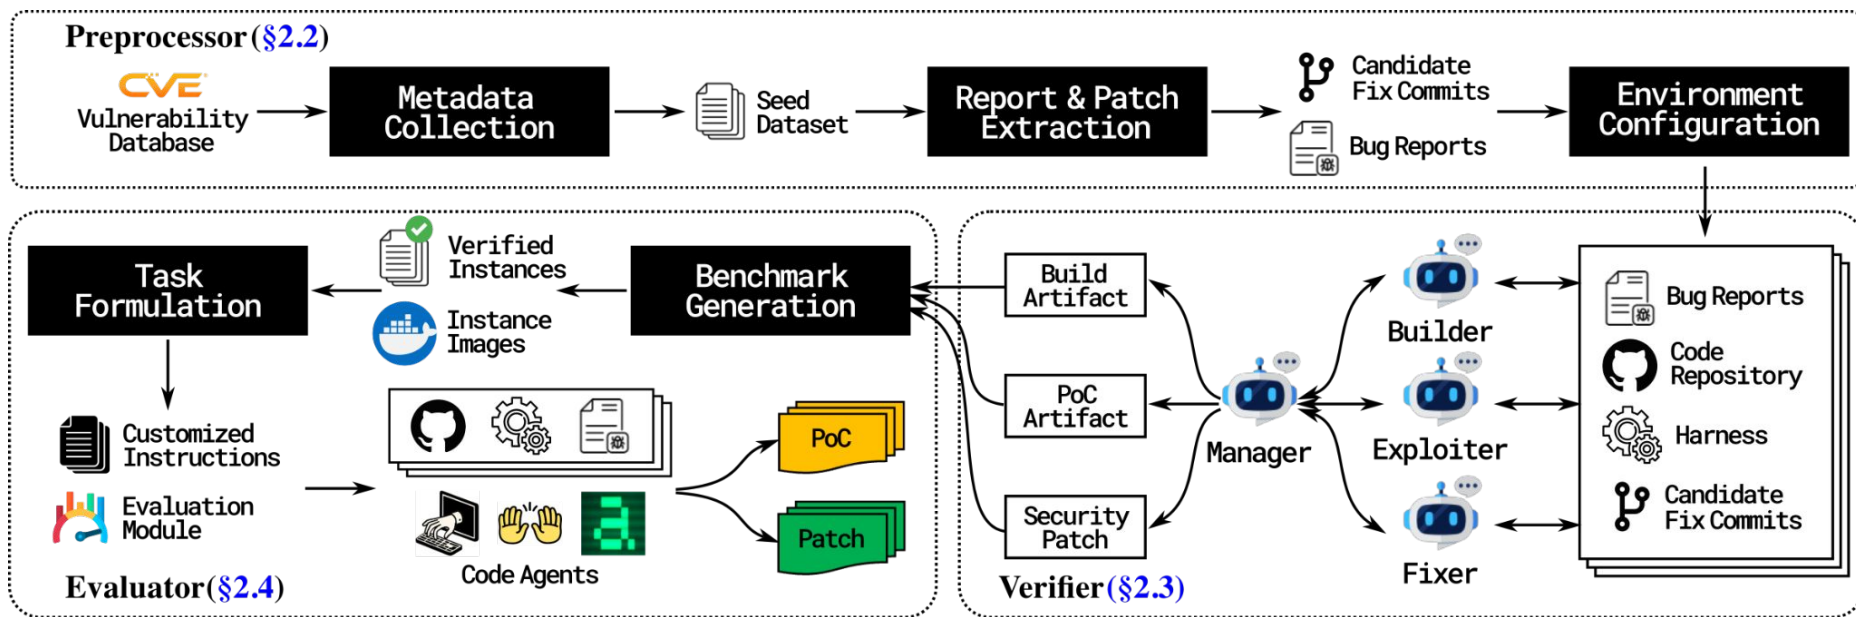 Preprocessor(§2.2)
CVE
Vulnerability
Database
Metadata
Collection
Seed
Dataset
Report & Patch
Extraction
Candidate
Fix Commits
Bug Reports
Environment
Configuration
Task
Formulation
Verified
Instances
Instance
Images
Benchmark
Generation
Customized
Instructions
Evaluation
Module
Code Agents
a
PoC
Patch
Evaluator(§2.4)
Build
Artifact
PoC
Artifact
Security
Patch
Manager
Builder
Exploiter
Fixer
Bug Reports
Code
Repository
Harness
Candidate
Fix Commits
Verifier(§2.3)